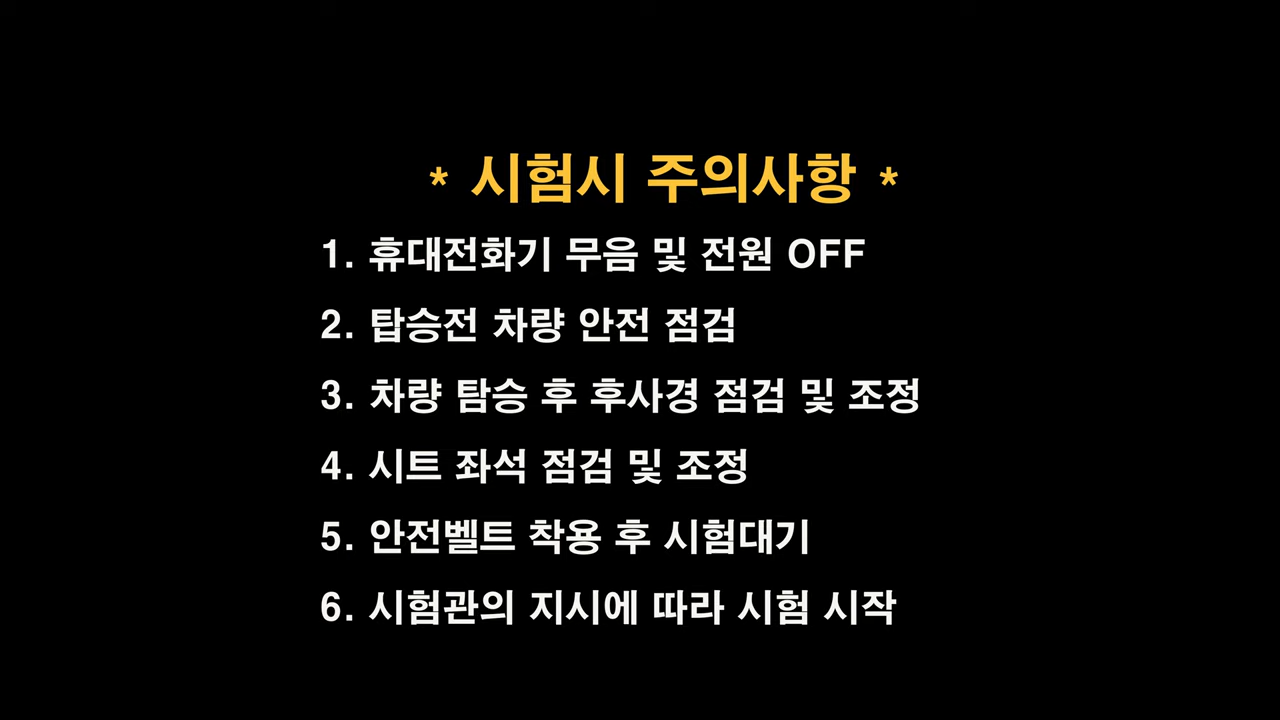 * 시험시 주의사항 *
1. 휴대전화기 무음 및 전원 OFF
2. 탑승전 차량 안전 점검
3. 차량 탐승 후 후사경 점검 및 조정
4. 시트 좌석 점검 및 조정
5. 안전벨트 착용 후 시험대기
6. 시험관의 지시에 따라 시험 시작